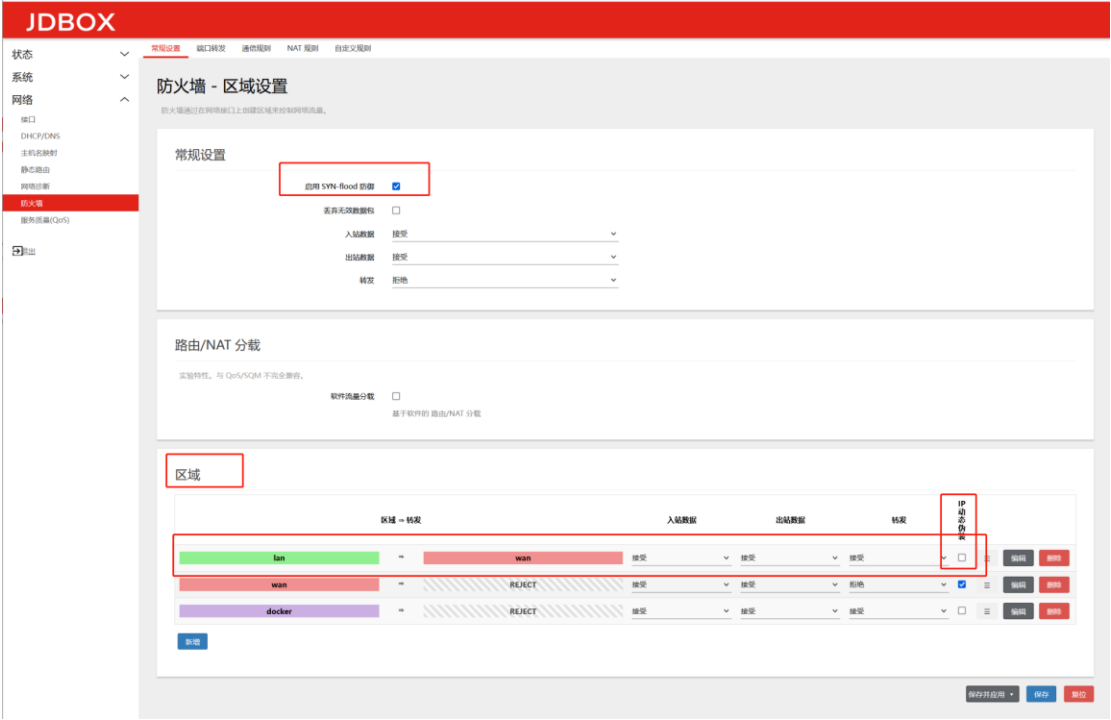 JDBOX
状态
系统
网络
接口
DHCP/DNS
主机名映射
静态路由
网络诊断
防火墙
服务质量(QoS)
退出
常规设置 端口转发 通信规则 NAT 规则 自定义规则
防火墙 - 区域设置
防火墙通过在网络接口上创建区域来控制网络流量。
常规设置
启用 SYN-flood 防御
丢弃无效数据包
入站数据 接受
出站数据 接受
转发 拒绝
路由/NAT 分载
实验特性。与 QoS/SQM 不完全兼容。
软件流量分载
基于软件的 路由/NAT 分载
区域
区域 ⇒ 转发 入站数据 出站数据 转发 IP动态伪装
lan ⇒ wan 接受 接受 接受 编辑 删除
wan ⇒ REJECT 接受 接受 拒绝 编辑 删除
docker ⇒ REJECT 接受 接受 接受 编辑 删除
新增
保存并应用 保存 复位